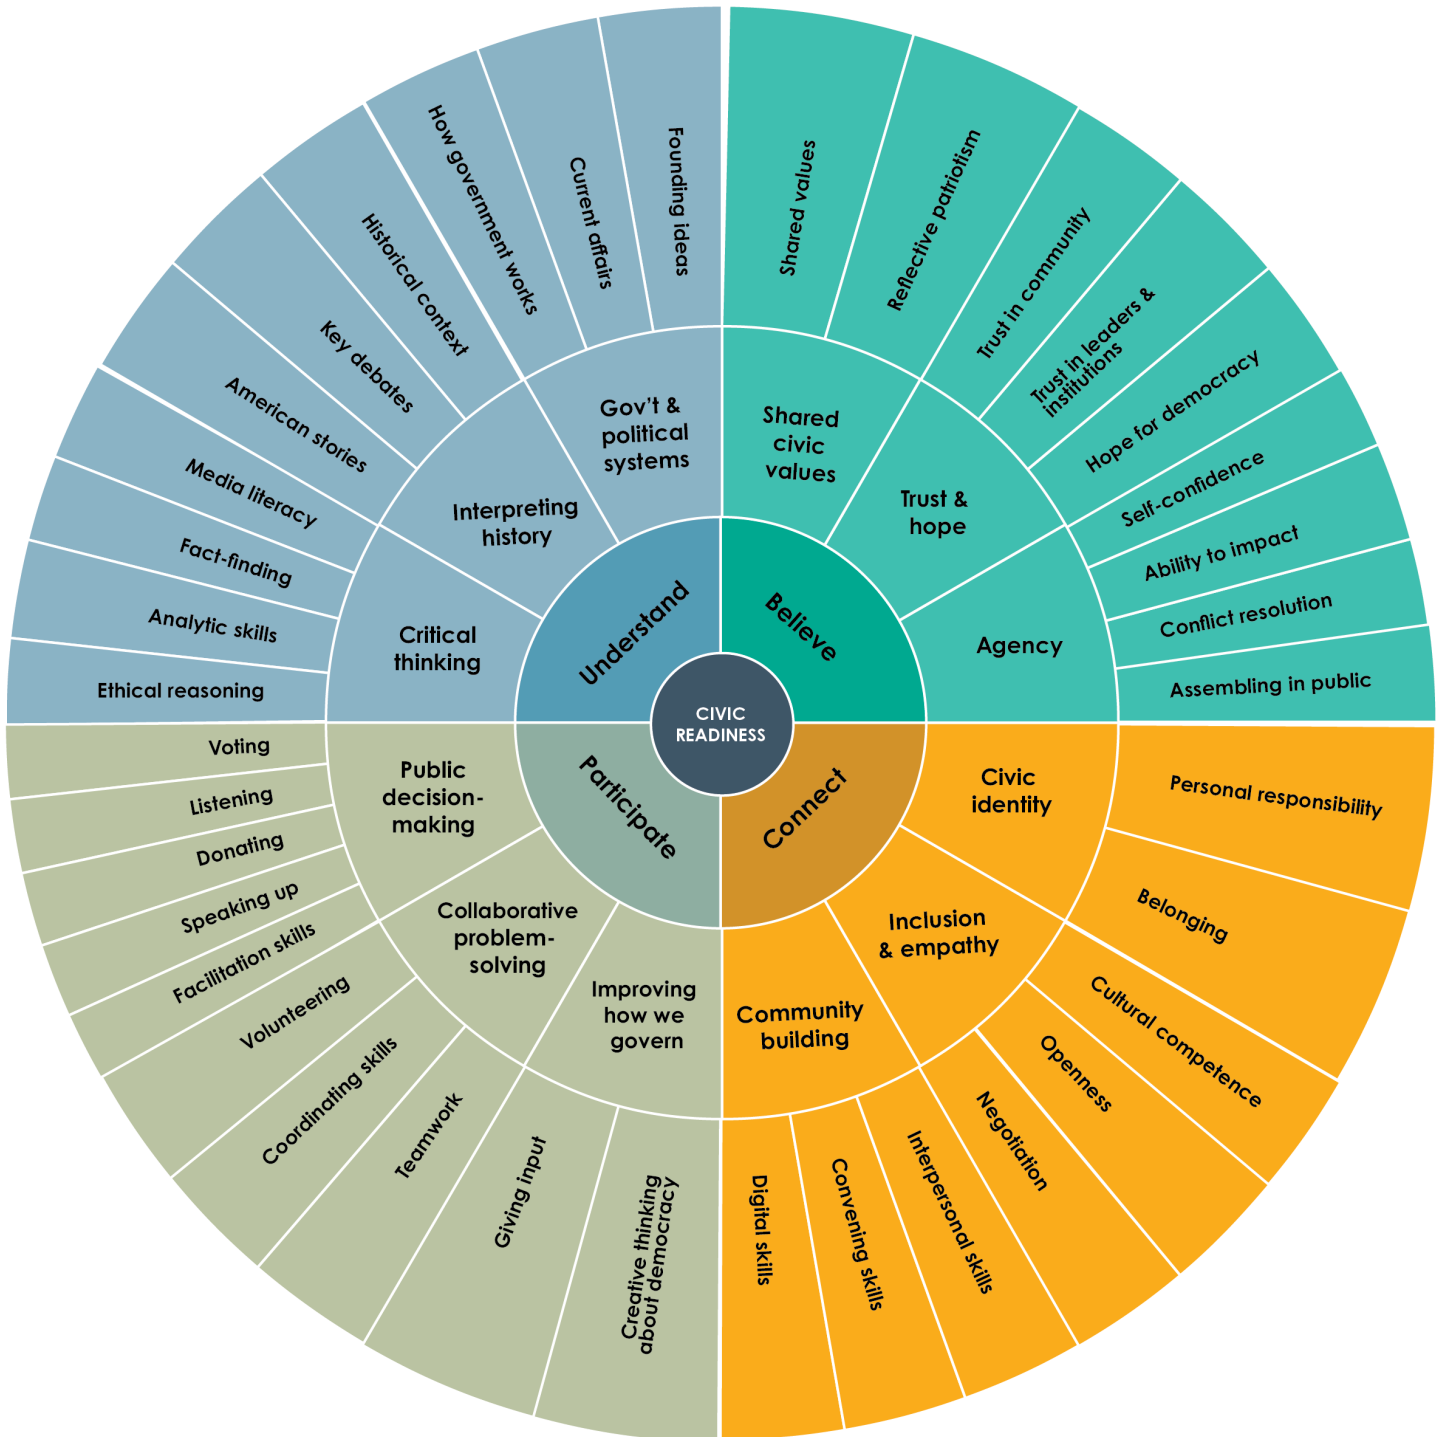 CIVIC
READINESS
Understand
Believe
Connect
Participate
Gov't &
political
systems
Interpreting
history
Critical
thinking
Founding ideas
Current affairs
How government works
Historical context
Key debates
American stories
Media literacy
Fact-finding
Analytic skills
Ethical reasoning
Shared
civic
values
Trust &
hope
Agency
Shared values
Reflective patriotism
Trust in community
Trust in leaders &
institutions
Hope for democracy
Self-confidence
Ability to impact
Conflict resolution
Assembling in public
Civic
identity
Inclusion
& empathy
Community
building
Personal responsibility
Belonging
Cultural competence
Openness
Negotiation
Interpersonal skills
Convening skills
Digital skills
Public
decision-
making
Collaborative
problem-
solving
Improving
how we
govern
Voting
Listening
Donating
Speaking up
Facilitation skills
Volunteering
Coordinating skills
Teamwork
Giving input
Creative thinking
about democracy